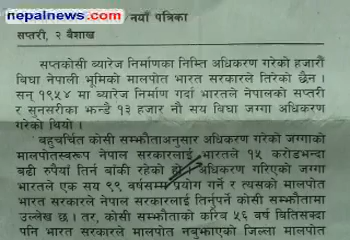 nepalnews.com
नयाँ पत्रिका
सप्तरी, २ बैशाख
सप्तकोसी ब्यारेज निर्माणका निम्ति अधिकरण गरेको हजारौं
विघा नेपाली भूमिको मालपोत भारत सरकारले तिरेको छैन ।
सन् १९५४ मा ब्यारेज निर्माण गर्दा भारतले नेपालको सप्तरी
र सुनसरीका झन्डै १३ हजार नौ सय विघा जग्गा अधिकरण
गरेको थियो ।
बहुचर्चित कोसी सम्झौताअनुसार अधिकरण गरेको जग्गाको
मालपोतस्वरूप नेपाल सरकारलाई भारतले १५ करोडभन्दा
बढी रुपैयाँ तिर्न बाँकी रहेको हो । अधिकरण गरिएको जग्गा
भारतले एक सय ९९ वर्षसम्म प्रयोग गर्न र त्यसको मालपोत
भारत सरकारले नेपाल सरकारलाई तिर्नुपर्ने कोसी सम्झौतामा
उल्लेख छ । तर, कोसी सम्झौताको करिब ५६ वर्ष बितिसक्दा
पनि भारत सरकारले मालपोत नबुझाएको जिल्ला मालपोत